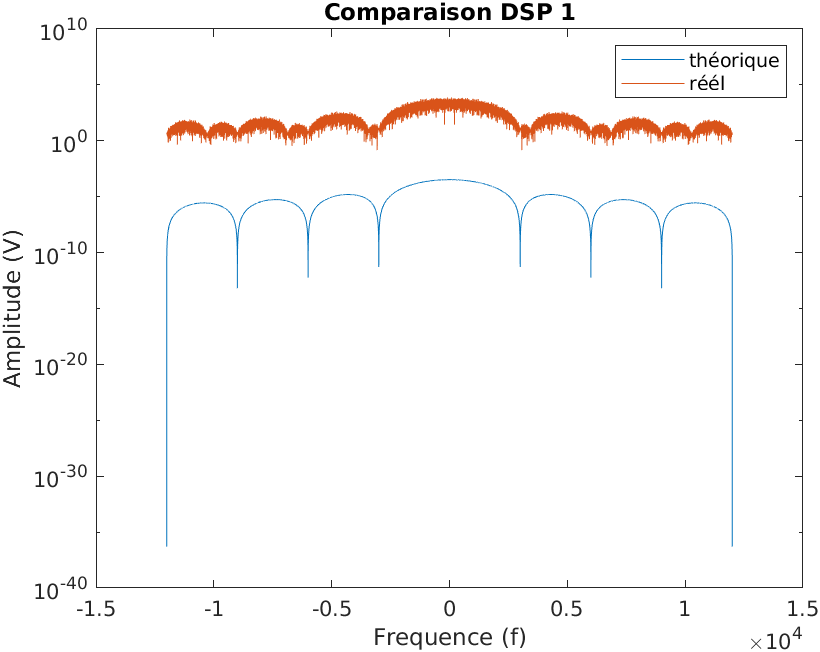 Comparaison DSP 1
théorique
réél
Amplitude (V)
10^10
10^0
10^-10
10^-20
10^-30
10^-40
-1.5 -1 -0.5 0 0.5 1 1.5
×10^4
Frequence (f)